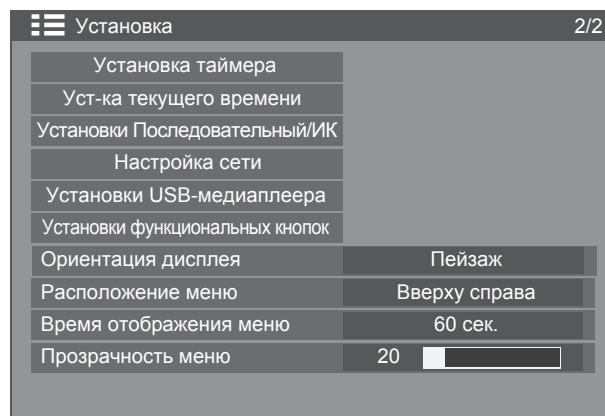 Установка 2/2
Установка таймера
Уст-ка текущего времени
Установки Последовательный/ИК
Настройка сети
Установки USB-медиаплеера
Установки функциональных кнопок
Ориентация дисплея Пейзаж
Расположение меню Вверху справа
Время отображения меню 60 сек.
Прозрачность меню 20